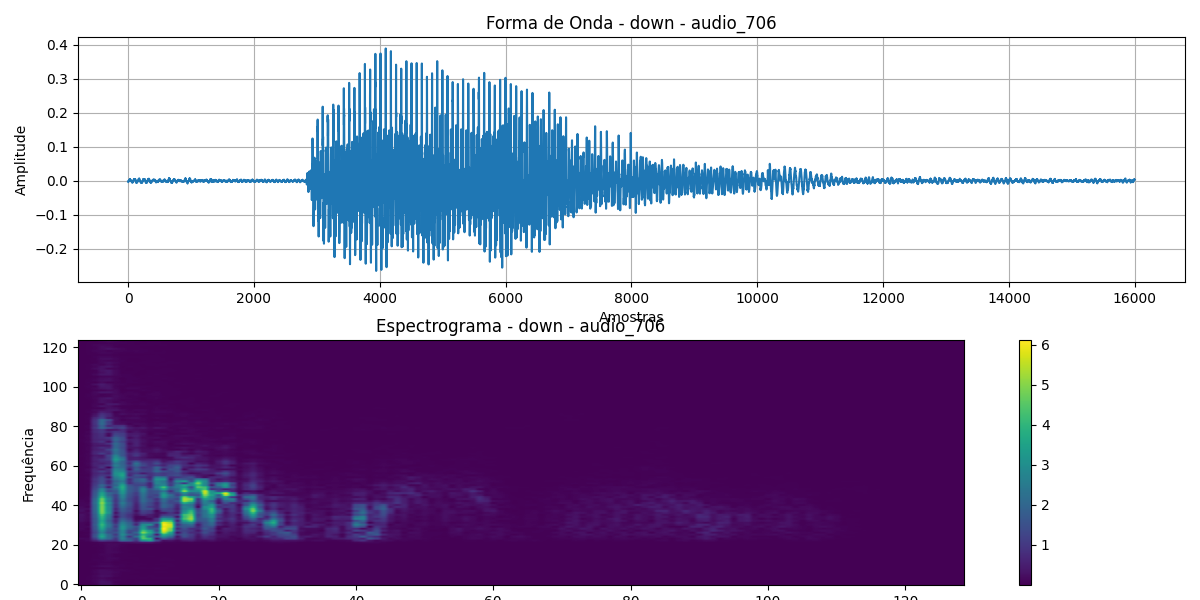 Forma de Onda - down - audio_706
0.4
0.3
0.2
0.1
0.0
−0.1
−0.2
Amplitude
0 2000 4000 6000 8000 10000 12000 14000 16000
Amostras
Espectrograma - down - audio_706
120
100
80
60
40
20
0
Frequência
0 20 40 60 80 100 120
6
5
4
3
2
1